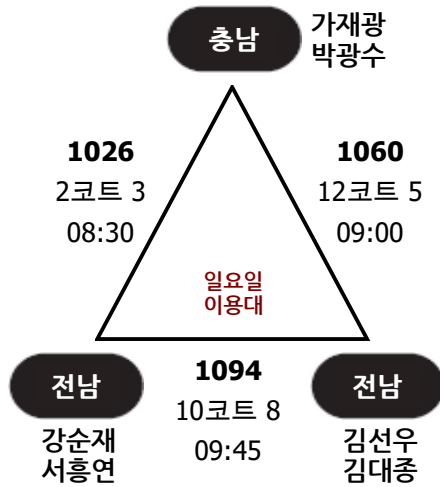 충남
가재광
박광수
1026
2코트 3
08:30
1060
12코트 5
09:00
일요일
이용대
전남
강순재
서흥연
1094
10코트 8
09:45
전남
김선우
김대종